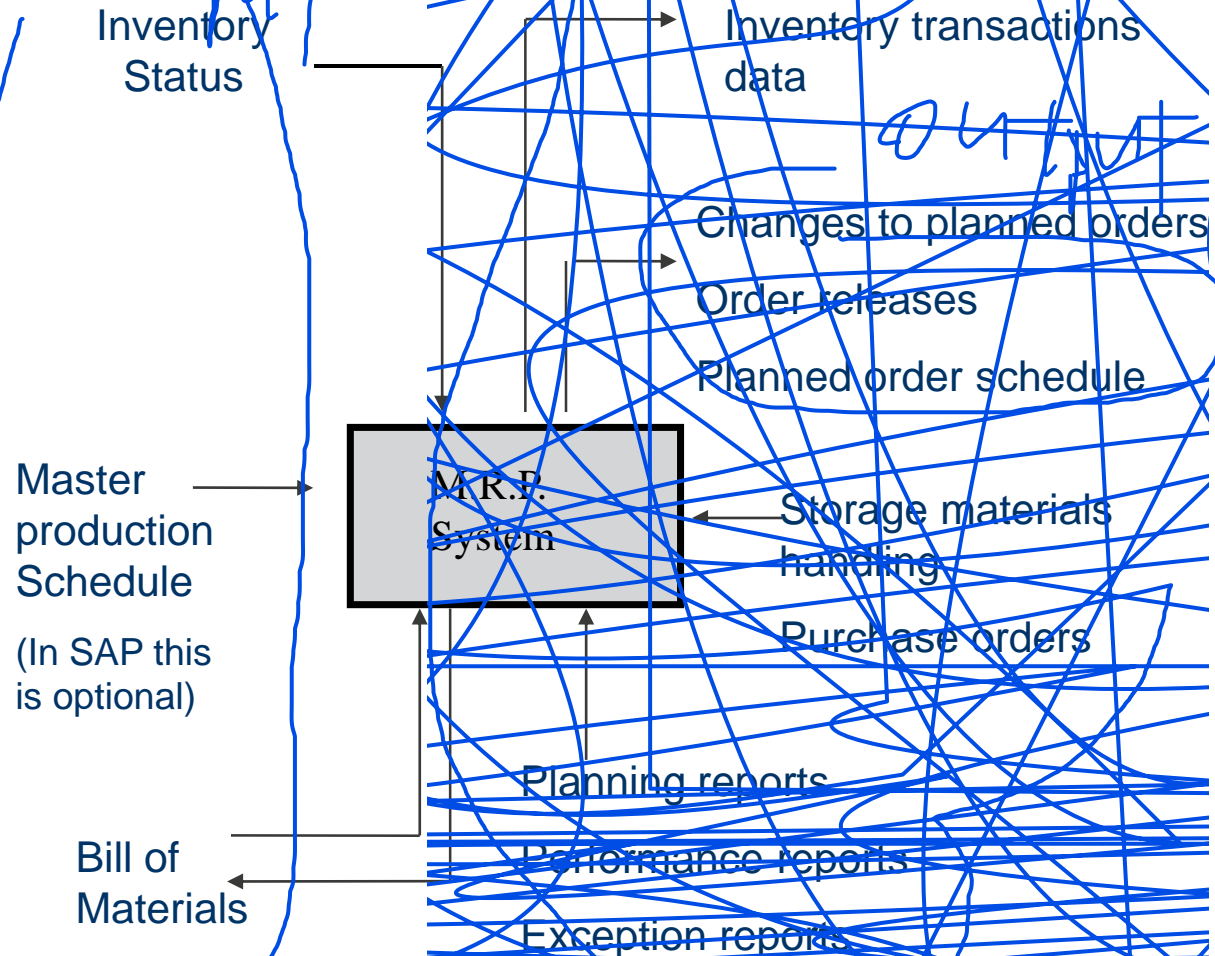 Inventory
Status
Inventory transactions
data
output
Changes to planned orders
Order releases
Planned order schedule
M.R.P.
System
Master
production
Schedule
(In SAP this
is optional)
Storage materials
handling
Purchase orders
Planning reports
Performance reports
Exception reports
Bill of
Materials